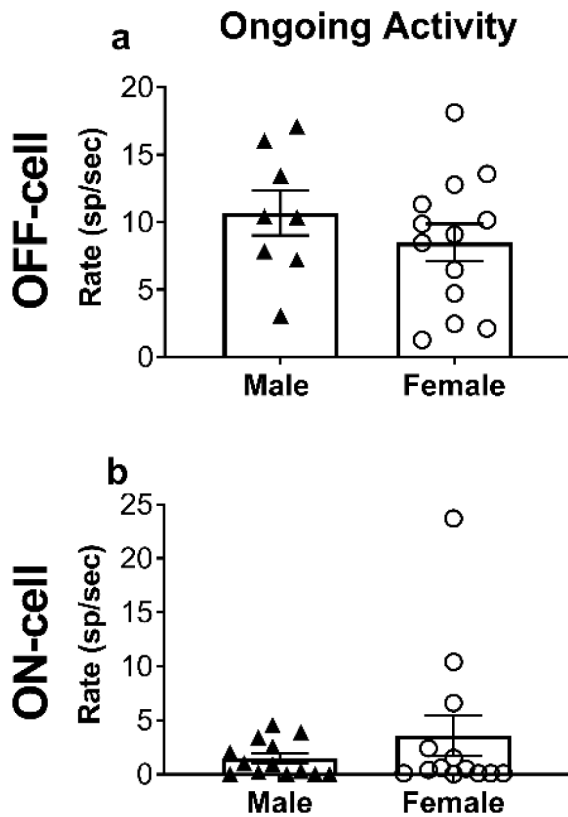 a
Ongoing Activity
OFF-cell
Rate (sp/sec)
20
15
10
5
0
Male Female
b
ON-cell
Rate (sp/sec)
25
20
15
10
5
0
Male Female